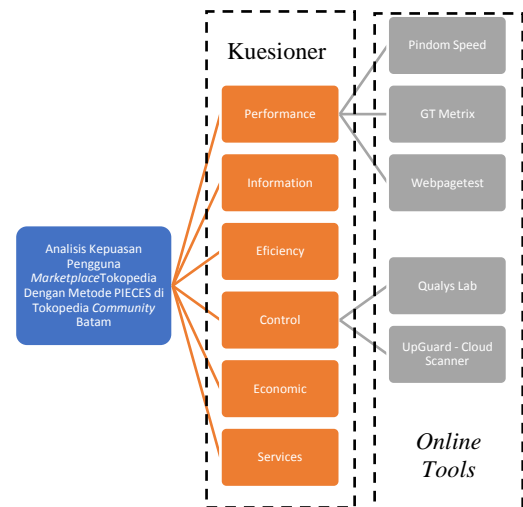 Kuesioner
Pindom Speed
Performance
GT Metrix
Information
Webpagetest
Analisis Kepuasan
Pengguna
MarketplaceTokopedia
Dengan Metode PIECES di
Tokopedia Community
Batam
Eficiency
Control
Qualys Lab
UpGuard - Cloud
Scanner
Economic
Services
Online
Tools